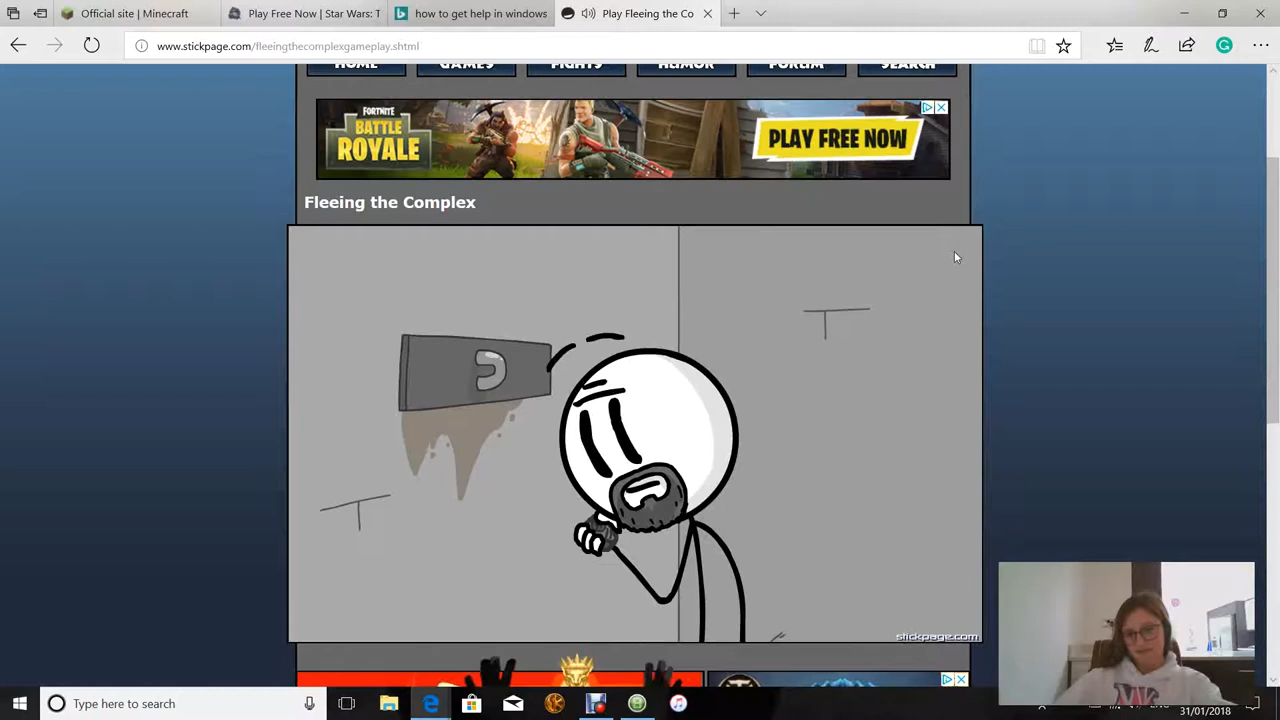 Official site | Minecraft
Play Free Now | Star Wars: T
how to get help in windows
Play Fleeing the Co
www.stickpage.com/fleeingthecomplexgameplay.shtml
HOME
GAMES
FIGHTS
HUMOR
FORUM
SEARCH
FORTNITE
BATTLE
ROYALE
PLAY FREE NOW
Fleeing the Complex
stickpage.com
Type here to search
31/01/2018